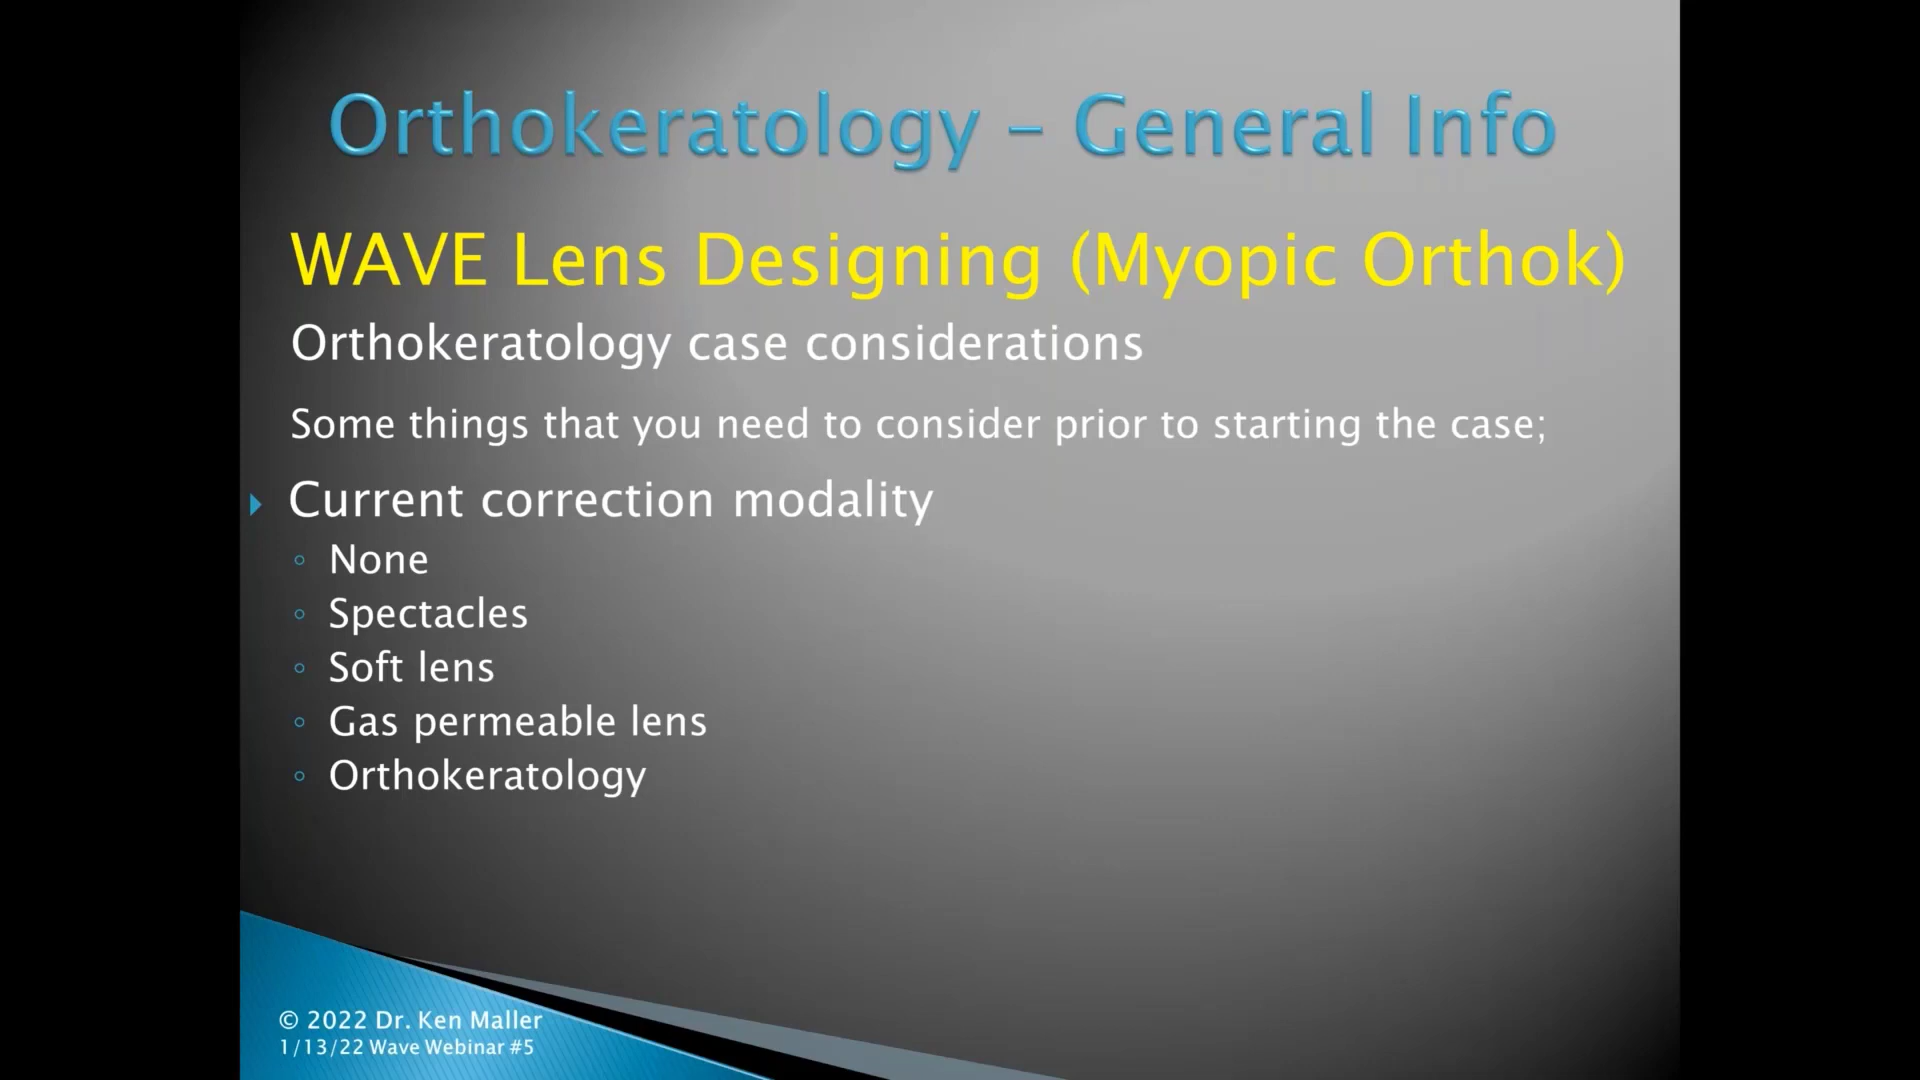 Orthokeratology – General Info
WAVE Lens Designing (Myopic Orthok)
Orthokeratology case considerations
Some things that you need to consider prior to starting the case;
Current correction modality
None
Spectacles
Soft lens
Gas permeable lens
Orthokeratology
© 2022 Dr. Ken Maller
1/13/22 Wave Webinar #5